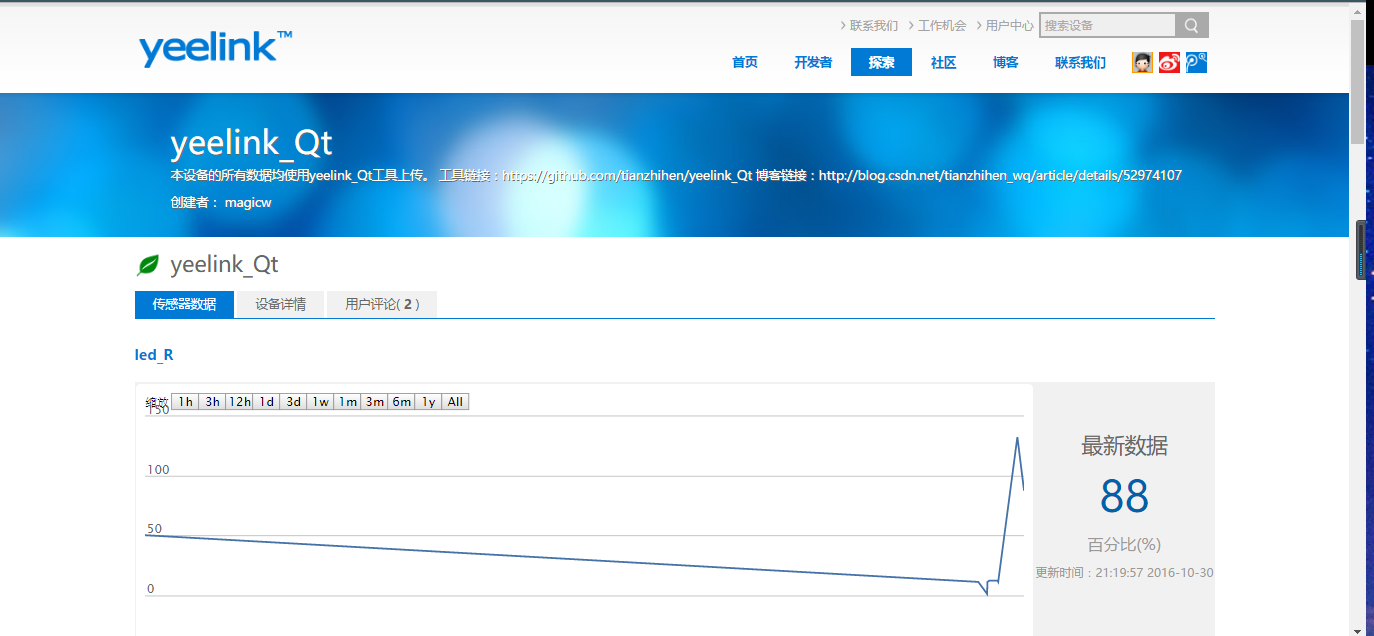 > 联系我们 > 工作机会 > 用户中心 搜索设备
yeelink™
首页 开发者 探索 社区 博客 联系我们
yeelink_Qt
本设备的所有数据均使用yeelink_Qt工具上传。 工具链接：https://github.com/tianzhihen/yeelink_Qt 博客链接：http://blog.csdn.net/tianzhihen_wq/article/details/52974107
创建者： magicw
yeelink_Qt
传感器数据 设备详情 用户评论( 2 )
led_R
缩放 1h 3h 12h 1d 3d 1w 1m 3m 6m 1y All
150
100
50
0
最新数据
88
百分比(%)
更新时间：21:19:57 2016-10-30